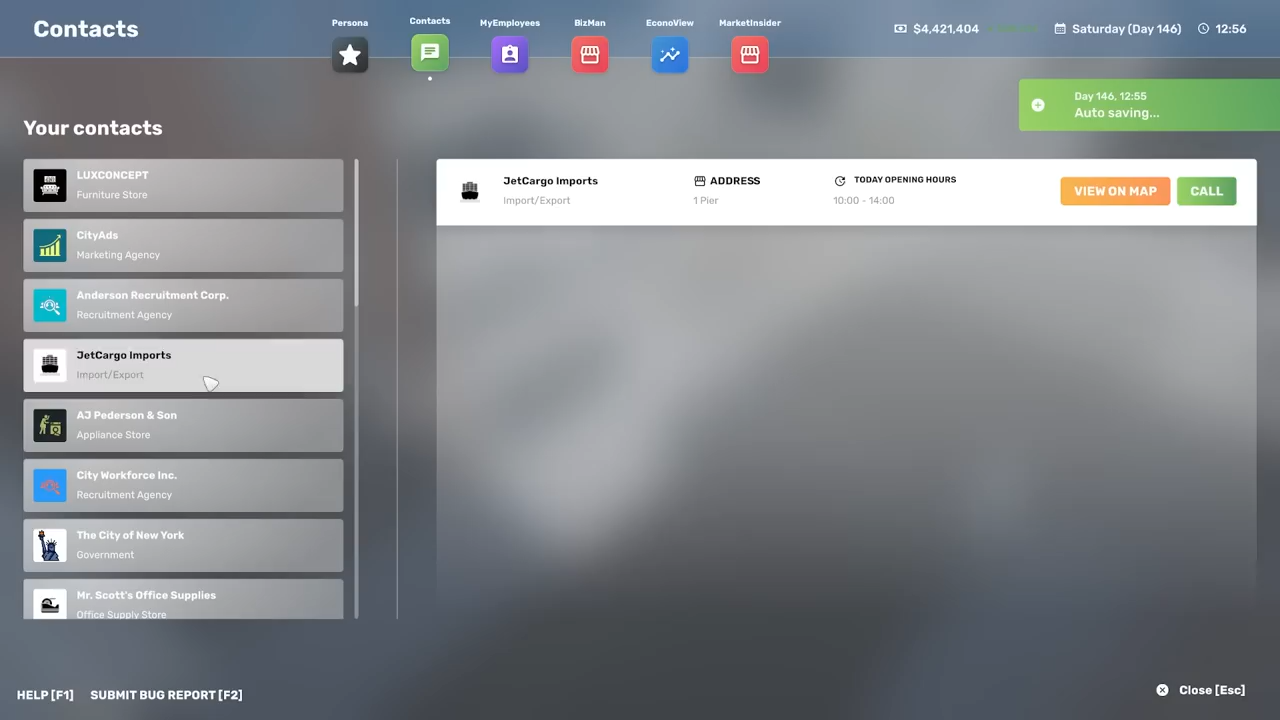 Contacts
Persona
Contacts
MyEmployees
BizMan
EconoView
MarketInsider
$4,421,404
Saturday (Day 146)
12:56
Day 146, 12:55
Auto saving...
Your contacts
LUXCONCEPT
Furniture Store
CityAds
Marketing Agency
Anderson Recruitment Corp.
Recruitment Agency
JetCargo Imports
Import/Export
AJ Pederson & Son
Appliance Store
City Workforce Inc.
Recruitment Agency
The City of New York
Government
Mr. Scott's Office Supplies
Office Supply Store
JetCargo Imports
Import/Export
ADDRESS
1 Pier
TODAY OPENING HOURS
10:00 - 14:00
VIEW ON MAP
CALL
HELP [F1]
SUBMIT BUG REPORT [F2]
Close [Esc]